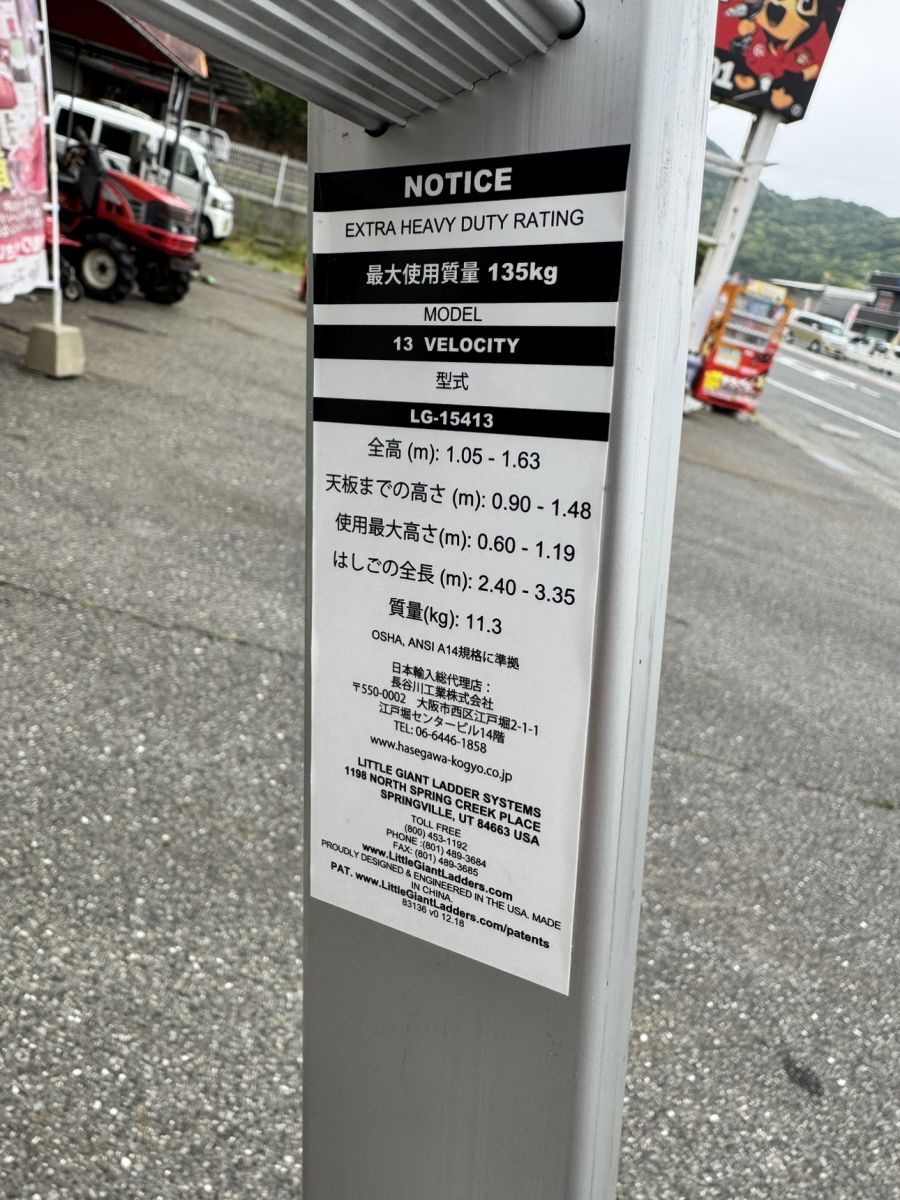 NOTICE
EXTRA HEAVY DUTY RATING
最大使用質量 135kg
MODEL
13 VELOCITY
型式
LG-15413
全高 (m): 1.05 - 1.63
天板までの高さ (m): 0.90 - 1.48
使用最大高さ(m): 0.60 - 1.19
はしごの全長 (m): 2.40 - 3.35
質量(kg): 11.3
OSHA, ANSI A14規格に準拠
日本輸入総代理店：
長谷川工業株式会社
〒550-0002 大阪市西区江戸堀2-1-1
江戸堀センタービル14階
TEL: 06-6446-1858
www.hasegawa-kogyo.co.jp
LITTLE GIANT LADDER SYSTEMS
1198 NORTH SPRING CREEK PLACE
SPRINGVILLE, UT 84663 USA
TOLL FREE
(800) 453-1192
PHONE :(801) 489-3684
FAX: (801) 489-3685
www.LittleGiantLadders.com
PROUDLY DESIGNED & ENGINEERED IN THE USA. MADE
IN CHINA.
PAT. www.LittleGiantLadders.com/patents
83136 v0 12.18